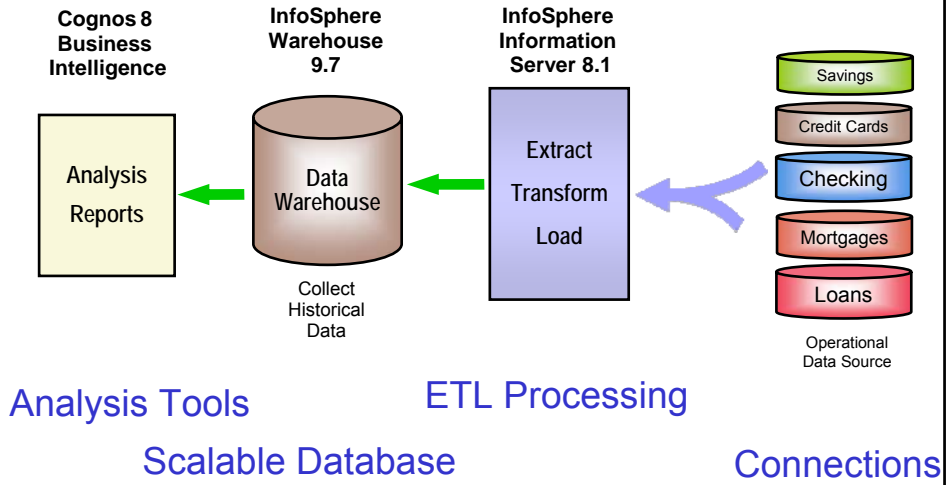 Cognos 8
Business
Intelligence
InfoSphere
Warehouse
9.7
InfoSphere
Information
Server 8.1
Analysis
Reports
Data
Warehouse
Collect
Historical
Data
Extract
Transform
Load
Savings
Credit Cards
Checking
Mortgages
Loans
Operational
Data Source
Analysis Tools
ETL Processing
Scalable Database
Connections